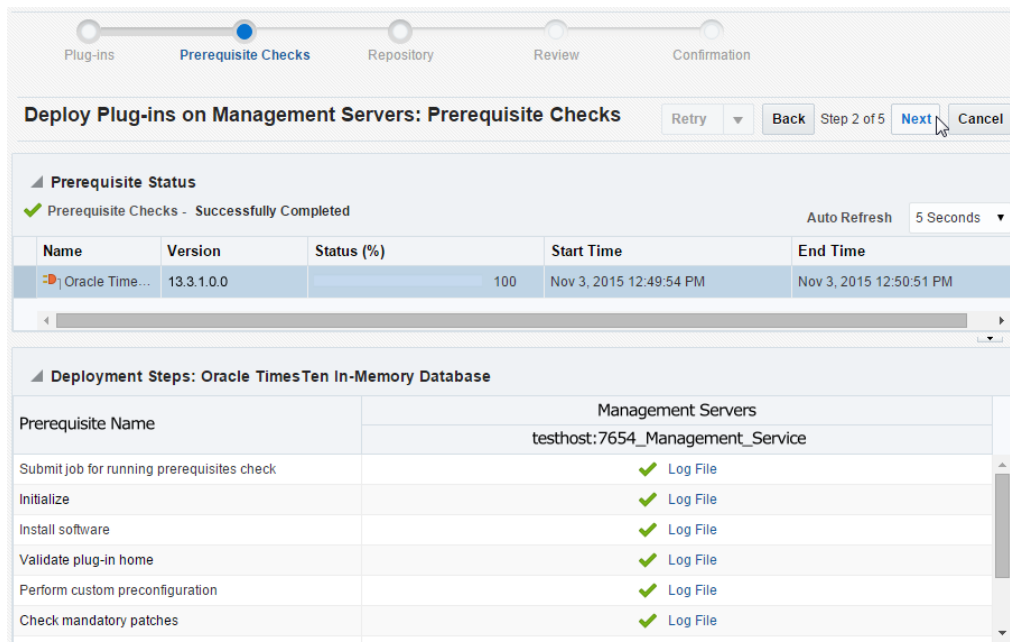 Plug-ins Prerequisite Checks Repository Review Confirmation
Deploy Plug-ins on Management Servers: Prerequisite Checks Retry Back Step 2 of 5 Next Cancel
Prerequisite Status
Prerequisite Checks - Successfully Completed
Auto Refresh 5 Seconds
Name Version Status (%) Start Time End Time
Oracle Time... 13.3.1.0.0 100 Nov 3, 2015 12:49:54 PM Nov 3, 2015 12:50:51 PM
Deployment Steps: Oracle TimesTen In-Memory Database
Prerequisite Name Management Servers
testhost:7654_Management_Service
Submit job for running prerequisites check Log File
Initialize Log File
Install software Log File
Validate plug-in home Log File
Perform custom preconfiguration Log File
Check mandatory patches Log File